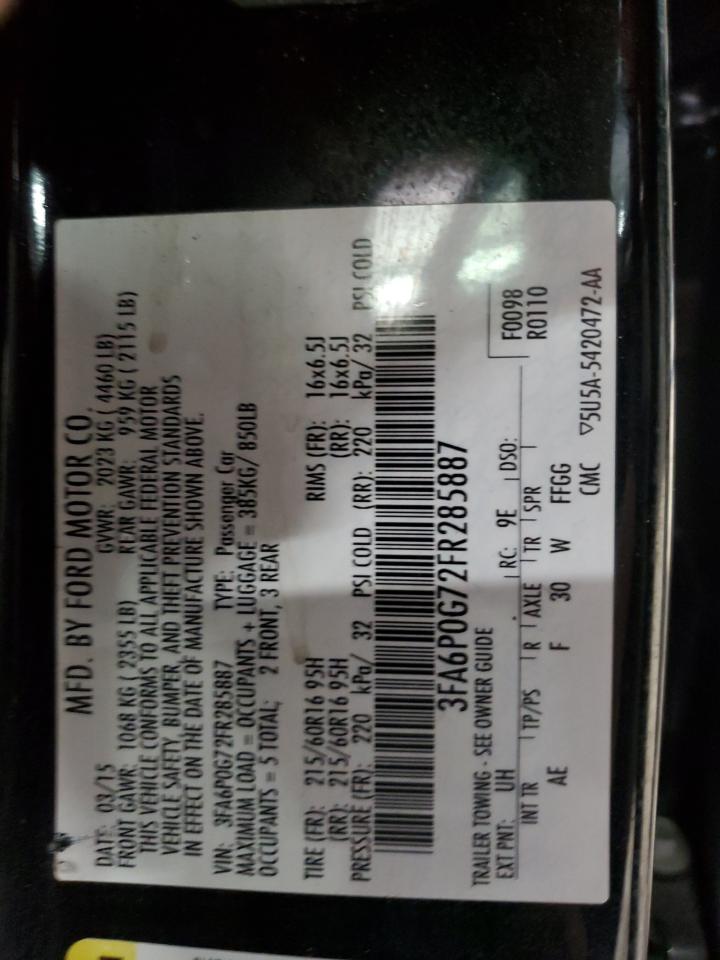 MFD. BY FORD MOTOR CO.
DATE: 03/15 GVWR: 2023 KG ( 4460 LB)
FRONT GAWR: 1068 KG ( 2355 LB) REAR GAWR: 959 KG ( 2115 LB)
THIS VEHICLE CONFORMS TO ALL APPLICABLE FEDERAL MOTOR
VEHICLE SAFETY, BUMPER, AND THEFT PREVENTION STANDARDS
IN EFFECT ON THE DATE OF MANUFACTURE SHOWN ABOVE.
VIN: 3FA6P0G72FR285887 TYPE: Passenger Car
MAXIMUM LOAD = OCCUPANTS + LUGGAGE = 385KG/ 850LB
OCCUPANTS = 5 TOTAL; 2 FRONT, 3 REAR
TIRE (FR): 215/60R16 95H RIMS (FR): 16x6.5J
(RR): 215/60R16 95H (RR): 16x6.5J
PRESSURE (FR): 220 kPa/ 32 PSI COLD (RR): 220 kPa/ 32 PSI COLD
3FA6P0G72FR285887
TRAILER TOWING - SEE OWNER GUIDE
F0098
EXT PNT: UH RC: 9E DSO: R0110
INT TR TP/PS R AXLE TR SPR
AE F 30 W FFGG
CMC ▽5U5A-5420472-AA